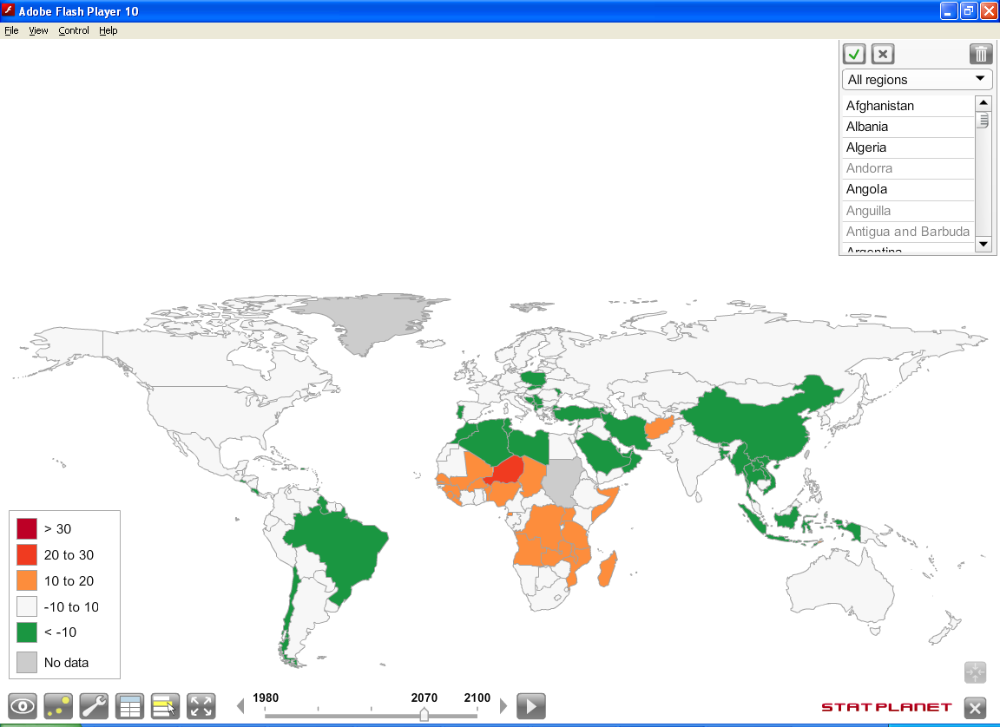 Adobe Flash Player 10
File View Control Help
All regions
Afghanistan
Albania
Algeria
Andorra
Angola
Anguilla
Antigua and Barbuda
Argentina
> 30
20 to 30
10 to 20
-10 to 10
< -10
No data
1980 2070 2100
STATPLANET